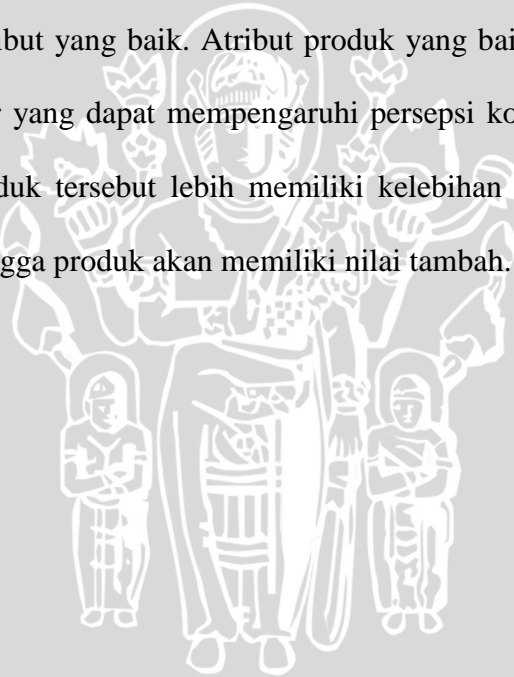 ibut yang baik. Atribut produk yang bai
yang dapat mempengaruhi persepsi ko
duk tersebut lebih memiliki kelebihan
gga produk akan memiliki nilai tambah.